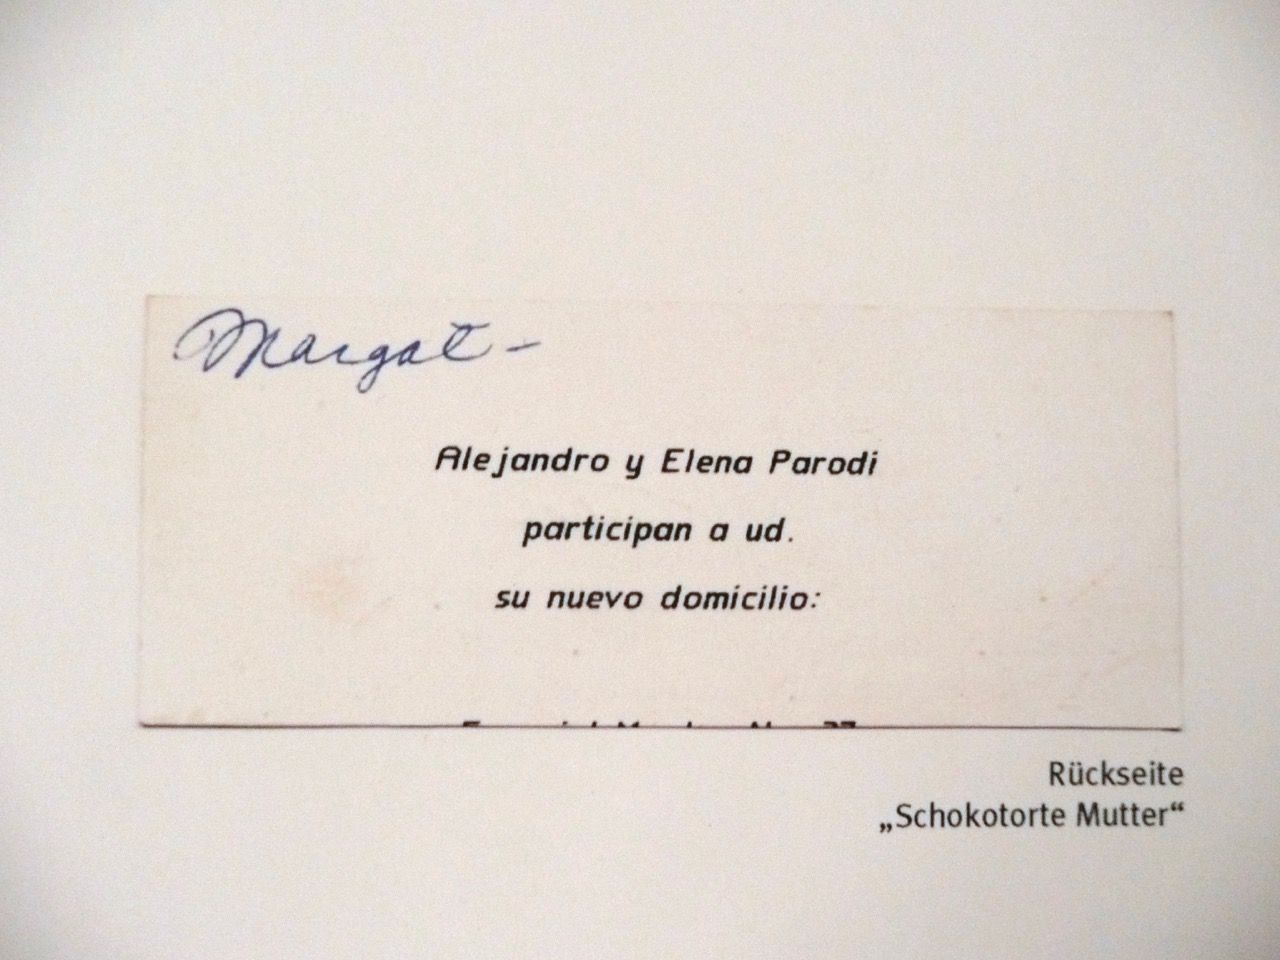 Margot -
Alejandro y Elena Parodi
participan a ud.
su nuevo domicilio:
Rückseite
„Schokotorte Mutter“